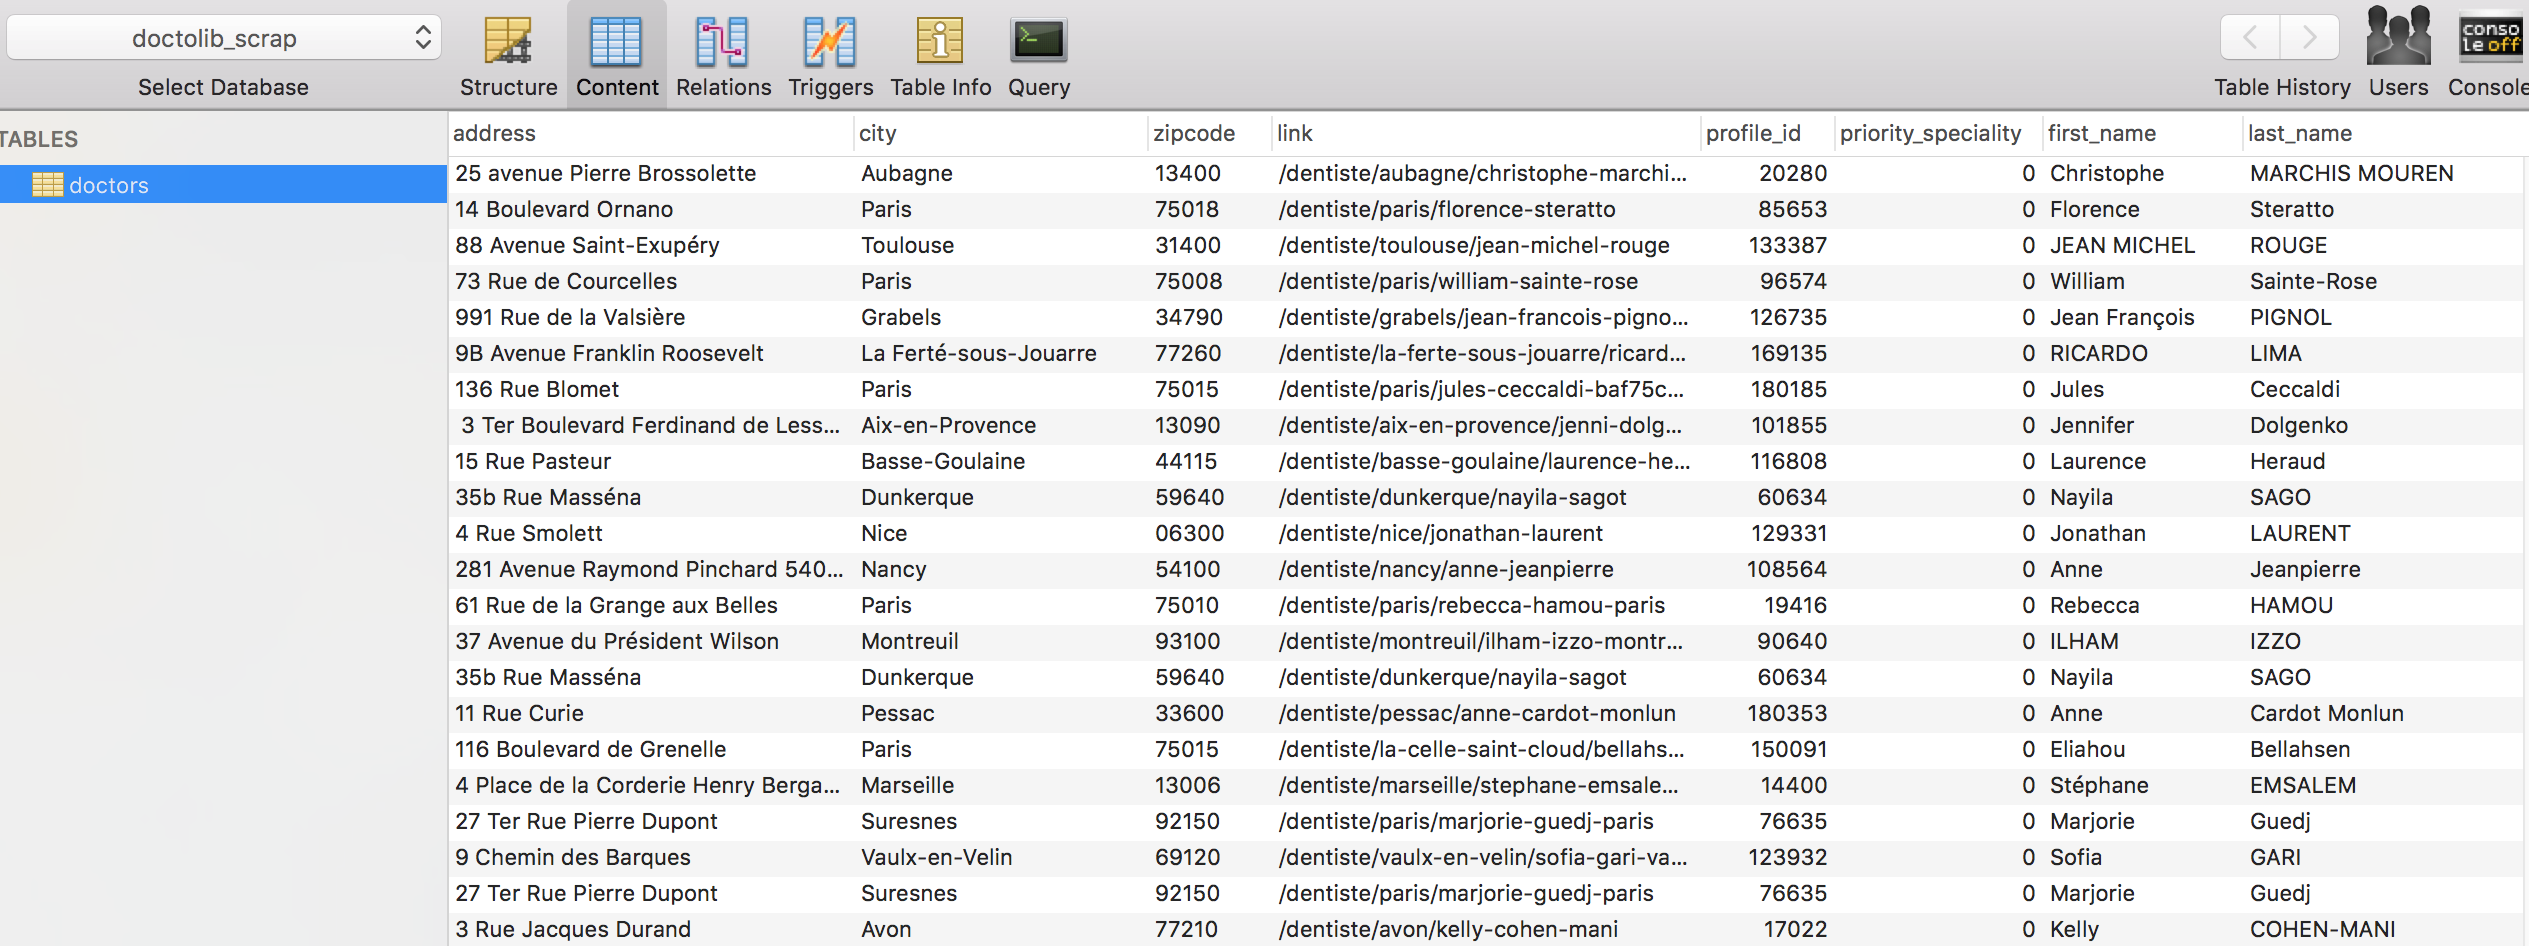 doctolib_scrap
Select Database
Structure Content Relations Triggers Table Info Query
Table History Users Console
conso
le off
TABLES
doctors
address city zipcode link profile_id priority_speciality first_name last_name
25 avenue Pierre Brossolette Aubagne 13400 /dentiste/aubagne/christophe-marchi... 20280 0 Christophe MARCHIS MOUREN
14 Boulevard Ornano Paris 75018 /dentiste/paris/florence-steratto 85653 0 Florence Steratto
88 Avenue Saint-Exupéry Toulouse 31400 /dentiste/toulouse/jean-michel-rouge 133387 0 JEAN MICHEL ROUGE
73 Rue de Courcelles Paris 75008 /dentiste/paris/william-sainte-rose 96574 0 William Sainte-Rose
991 Rue de la Valsière Grabels 34790 /dentiste/grabels/jean-francois-pigno... 126735 0 Jean François PIGNOL
9B Avenue Franklin Roosevelt La Ferté-sous-Jouarre 77260 /dentiste/la-ferte-sous-jouarre/ricard... 169135 0 RICARDO LIMA
136 Rue Blomet Paris 75015 /dentiste/paris/jules-ceccaldi-baf75c... 180185 0 Jules Ceccaldi
3 Ter Boulevard Ferdinand de Less... Aix-en-Provence 13090 /dentiste/aix-en-provence/jenni-dolg... 101855 0 Jennifer Dolgenko
15 Rue Pasteur Basse-Goulaine 44115 /dentiste/basse-goulaine/laurence-he... 116808 0 Laurence Heraud
35b Rue Masséna Dunkerque 59640 /dentiste/dunkerque/nayila-sagot 60634 0 Nayila SAGO
4 Rue Smolett Nice 06300 /dentiste/nice/jonathan-laurent 129331 0 Jonathan LAURENT
281 Avenue Raymond Pinchard 540... Nancy 54100 /dentiste/nancy/anne-jeanpierre 108564 0 Anne Jeanpierre
61 Rue de la Grange aux Belles Paris 75010 /dentiste/paris/rebecca-hamou-paris 19416 0 Rebecca HAMOU
37 Avenue du Président Wilson Montreuil 93100 /dentiste/montreuil/ilham-izzo-montr... 90640 0 ILHAM IZZO
35b Rue Masséna Dunkerque 59640 /dentiste/dunkerque/nayila-sagot 60634 0 Nayila SAGO
11 Rue Curie Pessac 33600 /dentiste/pessac/anne-cardot-monlun 180353 0 Anne Cardot Monlun
116 Boulevard de Grenelle Paris 75015 /dentiste/la-celle-saint-cloud/bellahs... 150091 0 Eliahou Bellahsen
4 Place de la Corderie Henry Berga... Marseille 13006 /dentiste/marseille/stephane-emsale... 14400 0 Stéphane EMSALEM
27 Ter Rue Pierre Dupont Suresnes 92150 /dentiste/paris/marjorie-guedj-paris 76635 0 Marjorie Guedj
9 Chemin des Barques Vaulx-en-Velin 69120 /dentiste/vaulx-en-velin/sofia-gari-va... 123932 0 Sofia GARI
27 Ter Rue Pierre Dupont Suresnes 92150 /dentiste/paris/marjorie-guedj-paris 76635 0 Marjorie Guedj
3 Rue Jacques Durand Avon 77210 /dentiste/avon/kelly-cohen-mani 17022 0 Kelly COHEN-MANI